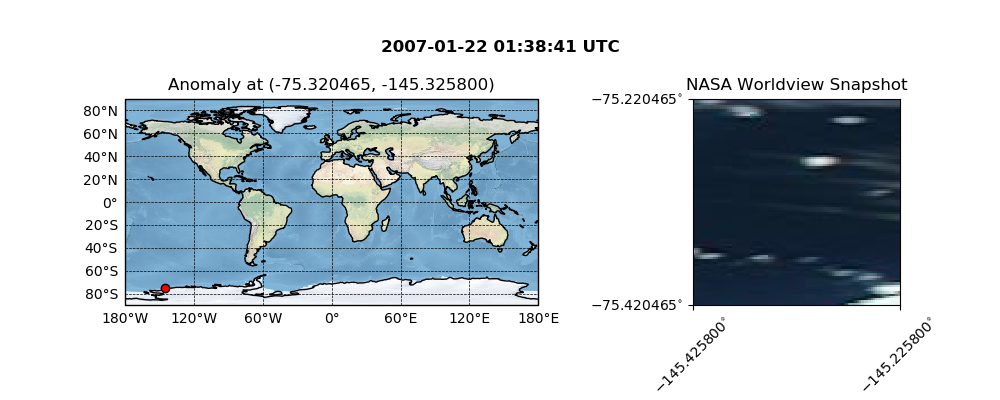 2007-01-22 01:38:41 UTC
Anomaly at (-75.320465, -145.325800)
80°N
60°N
40°N
20°N
0°
20°S
40°S
60°S
80°S
180°W
120°W
60°W
0°
60°E
120°E
180°E
NASA Worldview Snapshot
−75.220465°
−75.420465°
−145.425800°
−145.225800°